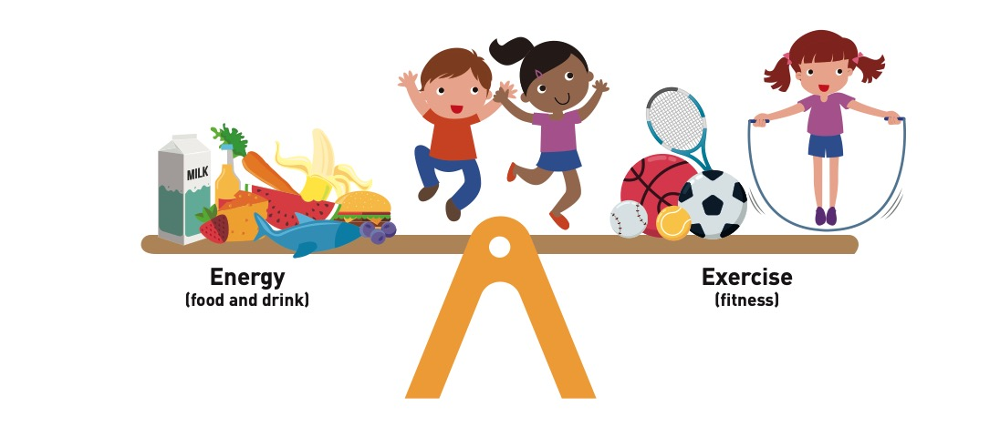 MILK
Energy
(food and drink)
Exercise
(fitness)